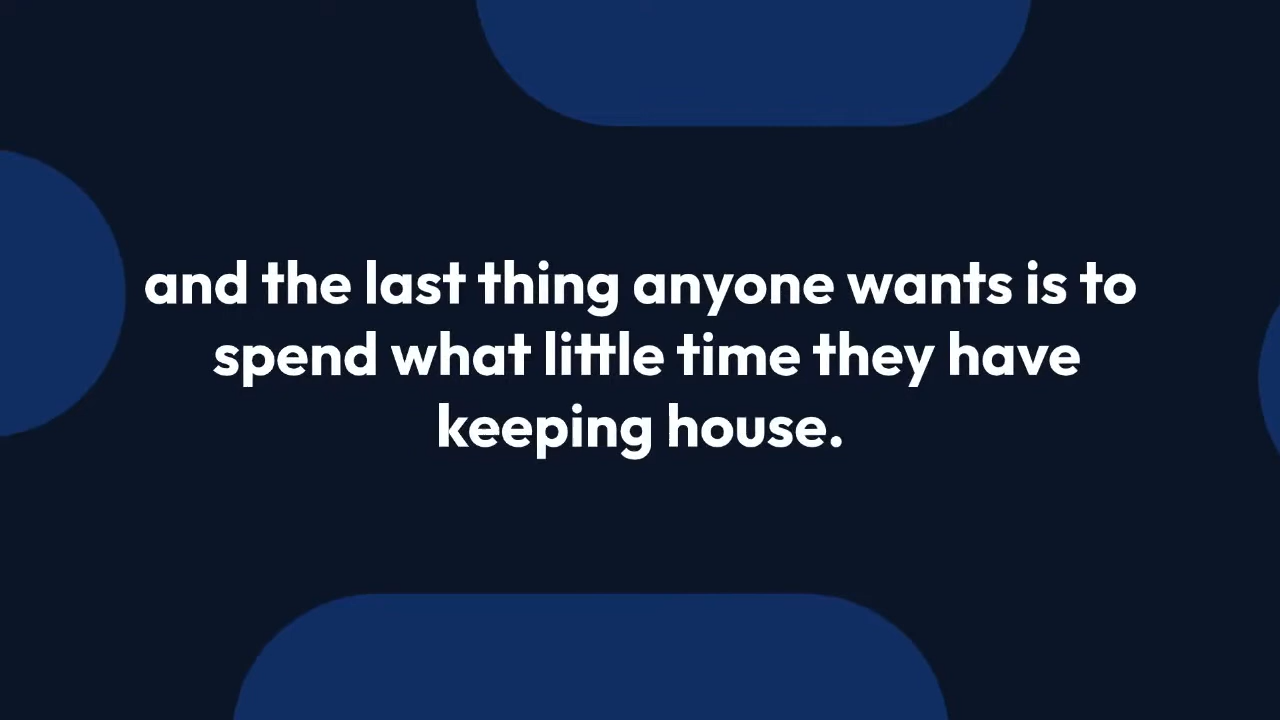 and the last thing anyone wants is to
spend what little time they have
keeping house.